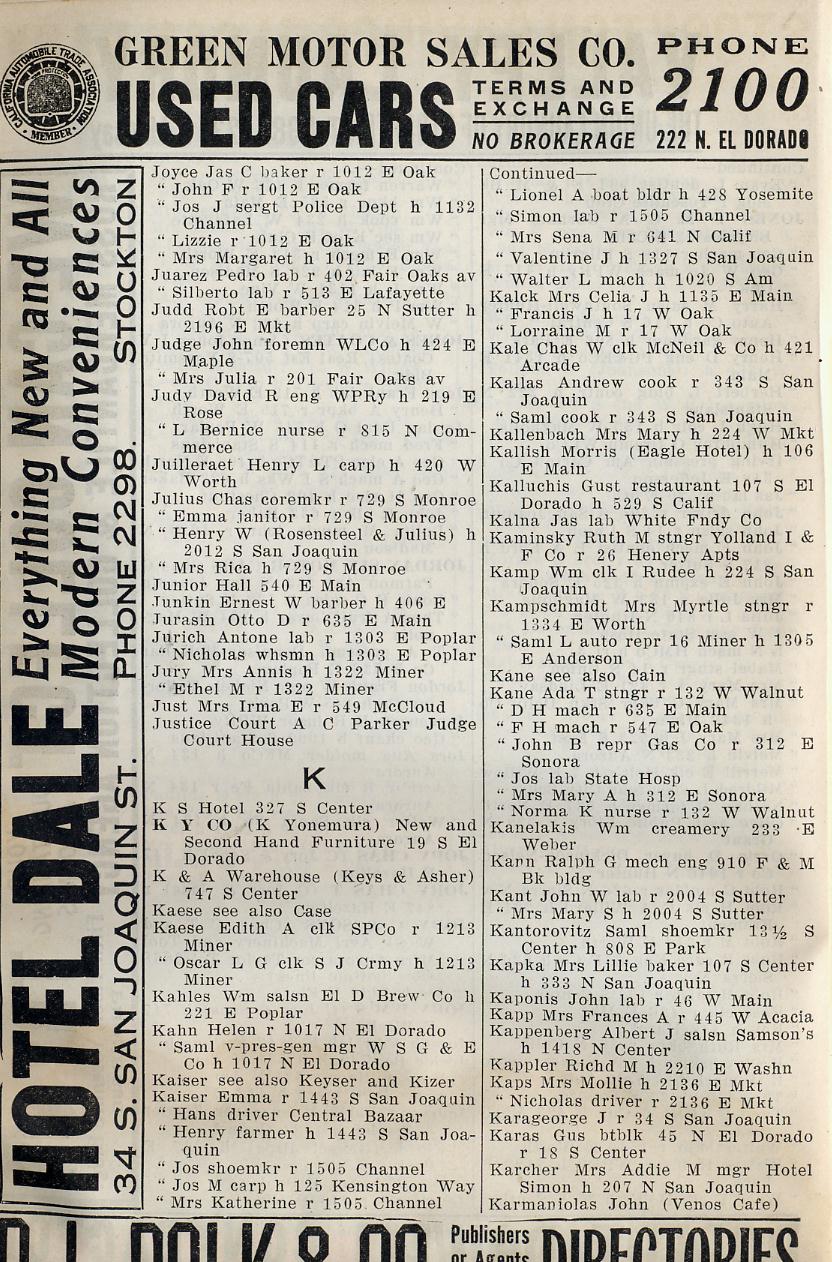 CALIFORNIA AUTOMOBILE TRADE ASSOCIATION
MEMBER
GREEN MOTOR SALES CO.
USED CARS
TERMS AND
EXCHANGE
NO BROKERAGE
PHONE
2100
222 N. EL DORADO
HOTEL DALE
Everything New and All
Modern Conveniences
34 S. SAN JOAQUIN ST. PHONE 2298. STOCKTON
Joyce Jas C baker r 1012 E Oak
" John F r 1012 E Oak
" Jos J sergt Police Dept h 1132
Channel
" Lizzie r 1012 E Oak
" Mrs Margaret h 1012 E Oak
Juarez Pedro lab r 402 Fair Oaks av
" Silberto lab r 513 E Lafayette
Judd Robt E barber 25 N Sutter h
2196 E Mkt
Judge John foremn WLCo h 424 E
Maple
" Mrs Julia r 201 Fair Oaks av
Judy David R eng WPRy h 219 E
Rose
" L Bernice nurse r 815 N Com-
merce
Juilleraet Henry L carp h 420 W
Worth
Julius Chas coremkr r 729 S Monroe
" Emma janitor r 729 S Monroe
" Henry W (Rosensteel & Julius) h
2012 S San Joaquin
" Mrs Rica h 729 S Monroe
Junior Hall 540 E Main
Junkin Ernest W barber h 406 E
Jurasin Otto D r 635 E Main
Jurich Antone lab r 1303 E Poplar
" Nicholas whsmn h 1303 E Poplar
Jury Mrs Annis h 1322 Miner
" Ethel M r 1322 Miner
Just Mrs Irma E r 549 McCloud
Justice Court A C Parker Judge
Court House
K
K S Hotel 327 S Center
K Y CO (K Yonemura) New and
Second Hand Furniture 19 S El
Dorado
K & A Warehouse (Keys & Asher)
747 S Center
Kaese see also Case
Kaese Edith A clk SPCo r 1213
Miner
" Oscar L G clk S J Crmy h 1213
Miner
Kahles Wm salsn El D Brew Co h
221 E Poplar
Kahn Helen r 1017 N El Dorado
" Saml v-pres-gen mgr W S G & E
Co h 1017 N El Dorado
Kaiser see also Keyser and Kizer
Kaiser Emma r 1443 S San Joaquin
" Hans driver Central Bazaar
" Henry farmer h 1443 S San Joa-
quin
" Jos shoemkr r 1505 Channel
" Jos M carp h 125 Kensington Way
" Mrs Katherine r 1505 Channel
Continued—
" Lionel A boat bldr h 428 Yosemite
" Simon lab r 1505 Channel
" Mrs Sena M r 641 N Calif
" Valentine J h 1327 S San Joaquin
" Walter L mach h 1020 S Am
Kalck Mrs Celia J h 1135 E Main
" Francis J h 17 W Oak
" Lorraine M r 17 W Oak
Kale Chas W clk McNeil & Co h 421
Arcade
Kallas Andrew cook r 343 S San
Joaquin
" Saml cook r 343 S San Joaquin
Kallenbach Mrs Mary h 224 W Mkt
Kallish Morris (Eagle Hotel) h 106
E Main
Kalluchis Gust restaurant 107 S El
Dorado h 529 S Calif
Kalna Jas lab White Fndy Co
Kaminsky Ruth M stngr Yolland I &
F Co r 26 Henery Apts
Kamp Wm clk I Rudee h 224 S San
Joaquin
Kampschmidt Mrs Myrtle stngr r
1334 E Worth
" Saml L auto repr 16 Miner h 1305
E Anderson
Kane see also Cain
Kane Ada T stngr r 132 W Walnut
" D H mach r 635 E Main
" F H mach r 547 E Oak
" John B repr Gas Co r 312 E
Sonora
" Jos lab State Hosp
" Mrs Mary A h 312 E Sonora
" Norma K nurse r 132 W Walnut
Kanelakis Wm creamery 233 E
Weber
Kann Ralph G mech eng 910 F & M
Bk bldg
Kant John W lab r 2004 S Sutter
" Mrs Mary S h 2004 S Sutter
Kantorovitz Saml shoemkr 13½ S
Center h 808 E Park
Kapka Mrs Lillie baker 107 S Center
h 333 N San Joaquin
Kaponis John lab r 46 W Main
Kapp Mrs Frances A r 445 W Acacia
Kappenberg Albert J salsn Samson's
h 1418 N Center
Kappler Richd M h 2210 E Washn
Kaps Mrs Mollie h 2136 E Mkt
" Nicholas driver r 2136 E Mkt
Karageorge J r 34 S San Joaquin
Karas Gus btblk 45 N El Dorado
r 18 S Center
Karcher Mrs Addie M mgr Hotel
Simon h 207 N San Joaquin
Karmaniolas John (Venos Cafe)
R. L. POLK & CO.
Publishers
or Agents
DIRECTORIES